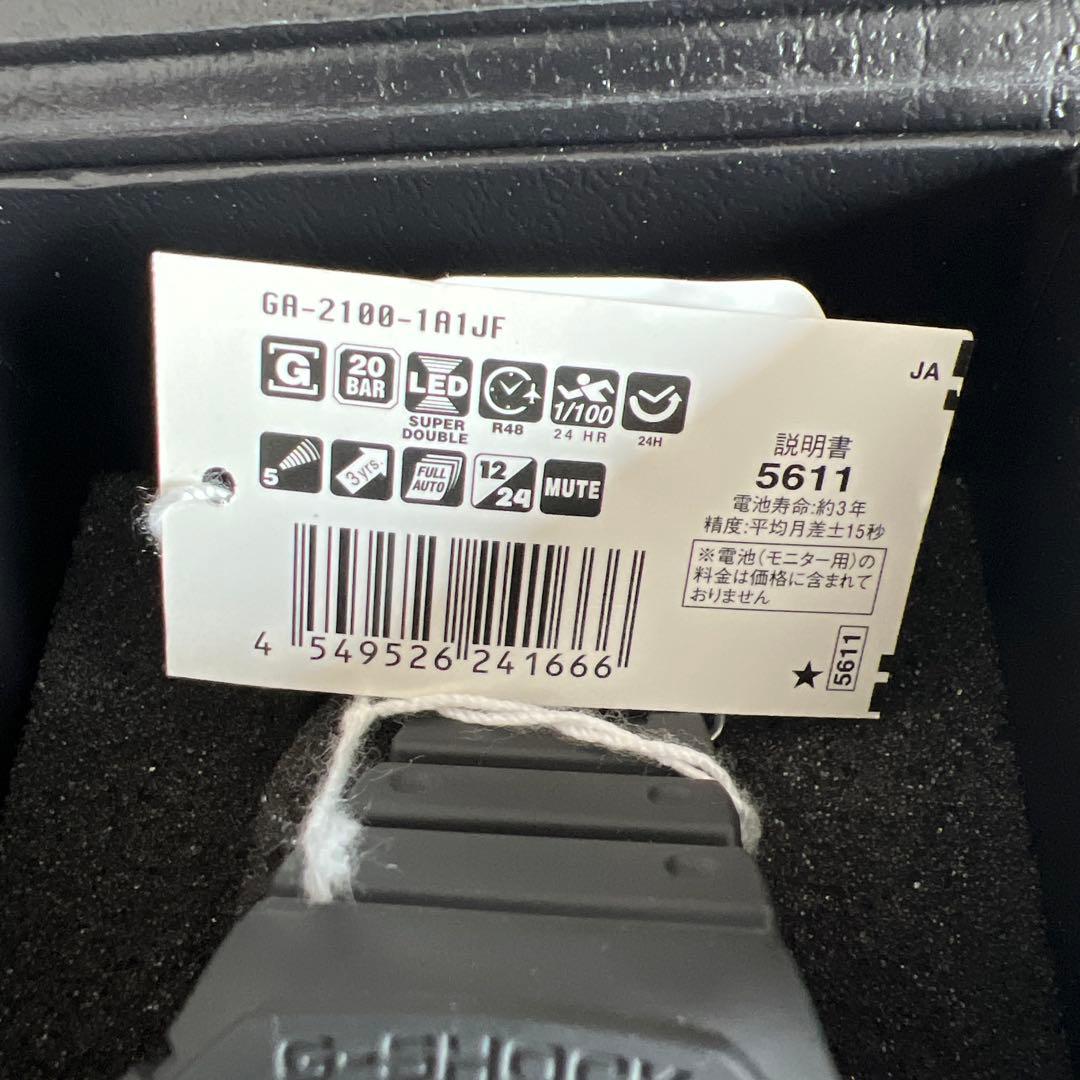 GA-2100-1A1JF
JA
G
20
BAR
LED
SUPER
DOUBLE
R48
1/100
24 HR
24H
5
3 yrs.
FULL
AUTO
12/24
MUTE
説明書
5611
電池寿命:約3年
精度:平均月差±15秒
※電池(モニター用)の
料金は価格に含まれて
おりません
4 549526 241666
★ 5611
G-SHOCK